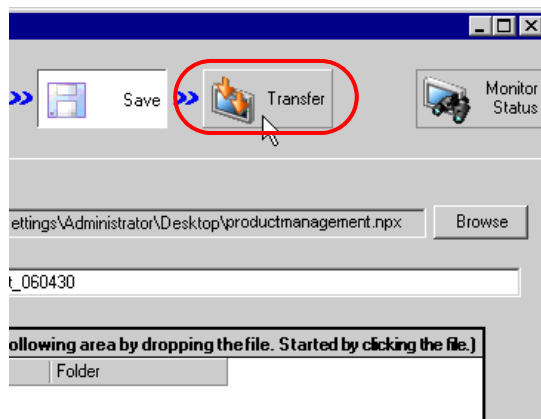 Save
Transfer
Monitor
Status
ettings\Administrator\Desktop\productmanagement.npx
Browse
t_060430
ollowing area by dropping the file. Started by clicking the file.)
Folder